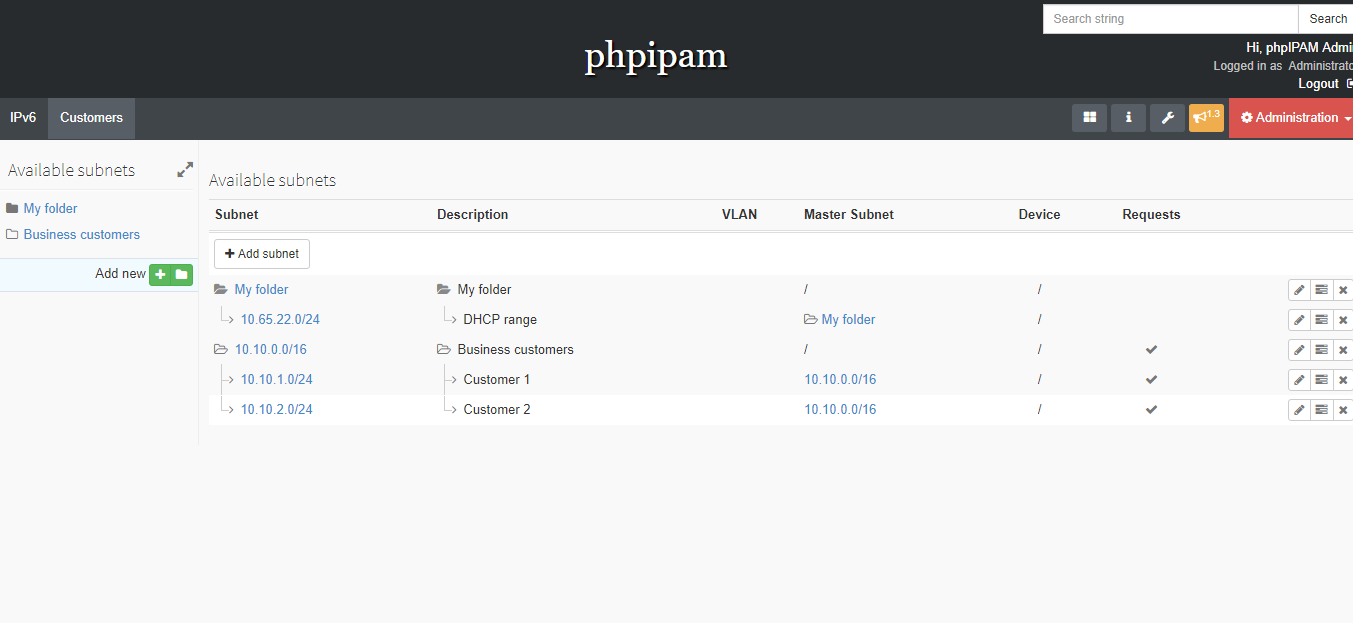 Search string Search
phpipam
Hi, phpIPAM Admi
Logged in as Administrato
Logout
IPv6 Customers 1.3 Administration
Available subnets
My folder
Business customers
Add new
Available subnets
Subnet Description VLAN Master Subnet Device Requests
Add subnet
My folder My folder / /
10.65.22.0/24 DHCP range My folder /
10.10.0.0/16 Business customers / /
10.10.1.0/24 Customer 1 10.10.0.0/16 /
10.10.2.0/24 Customer 2 10.10.0.0/16 /